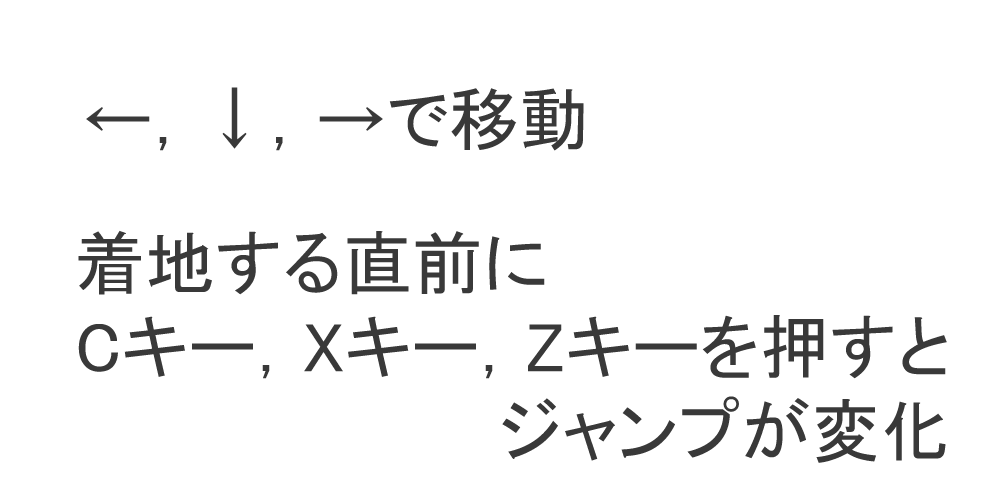 ←, ↓, →で移動
着地する直前に
Cキー, Xキー, Zキーを押すと
ジャンプが変化